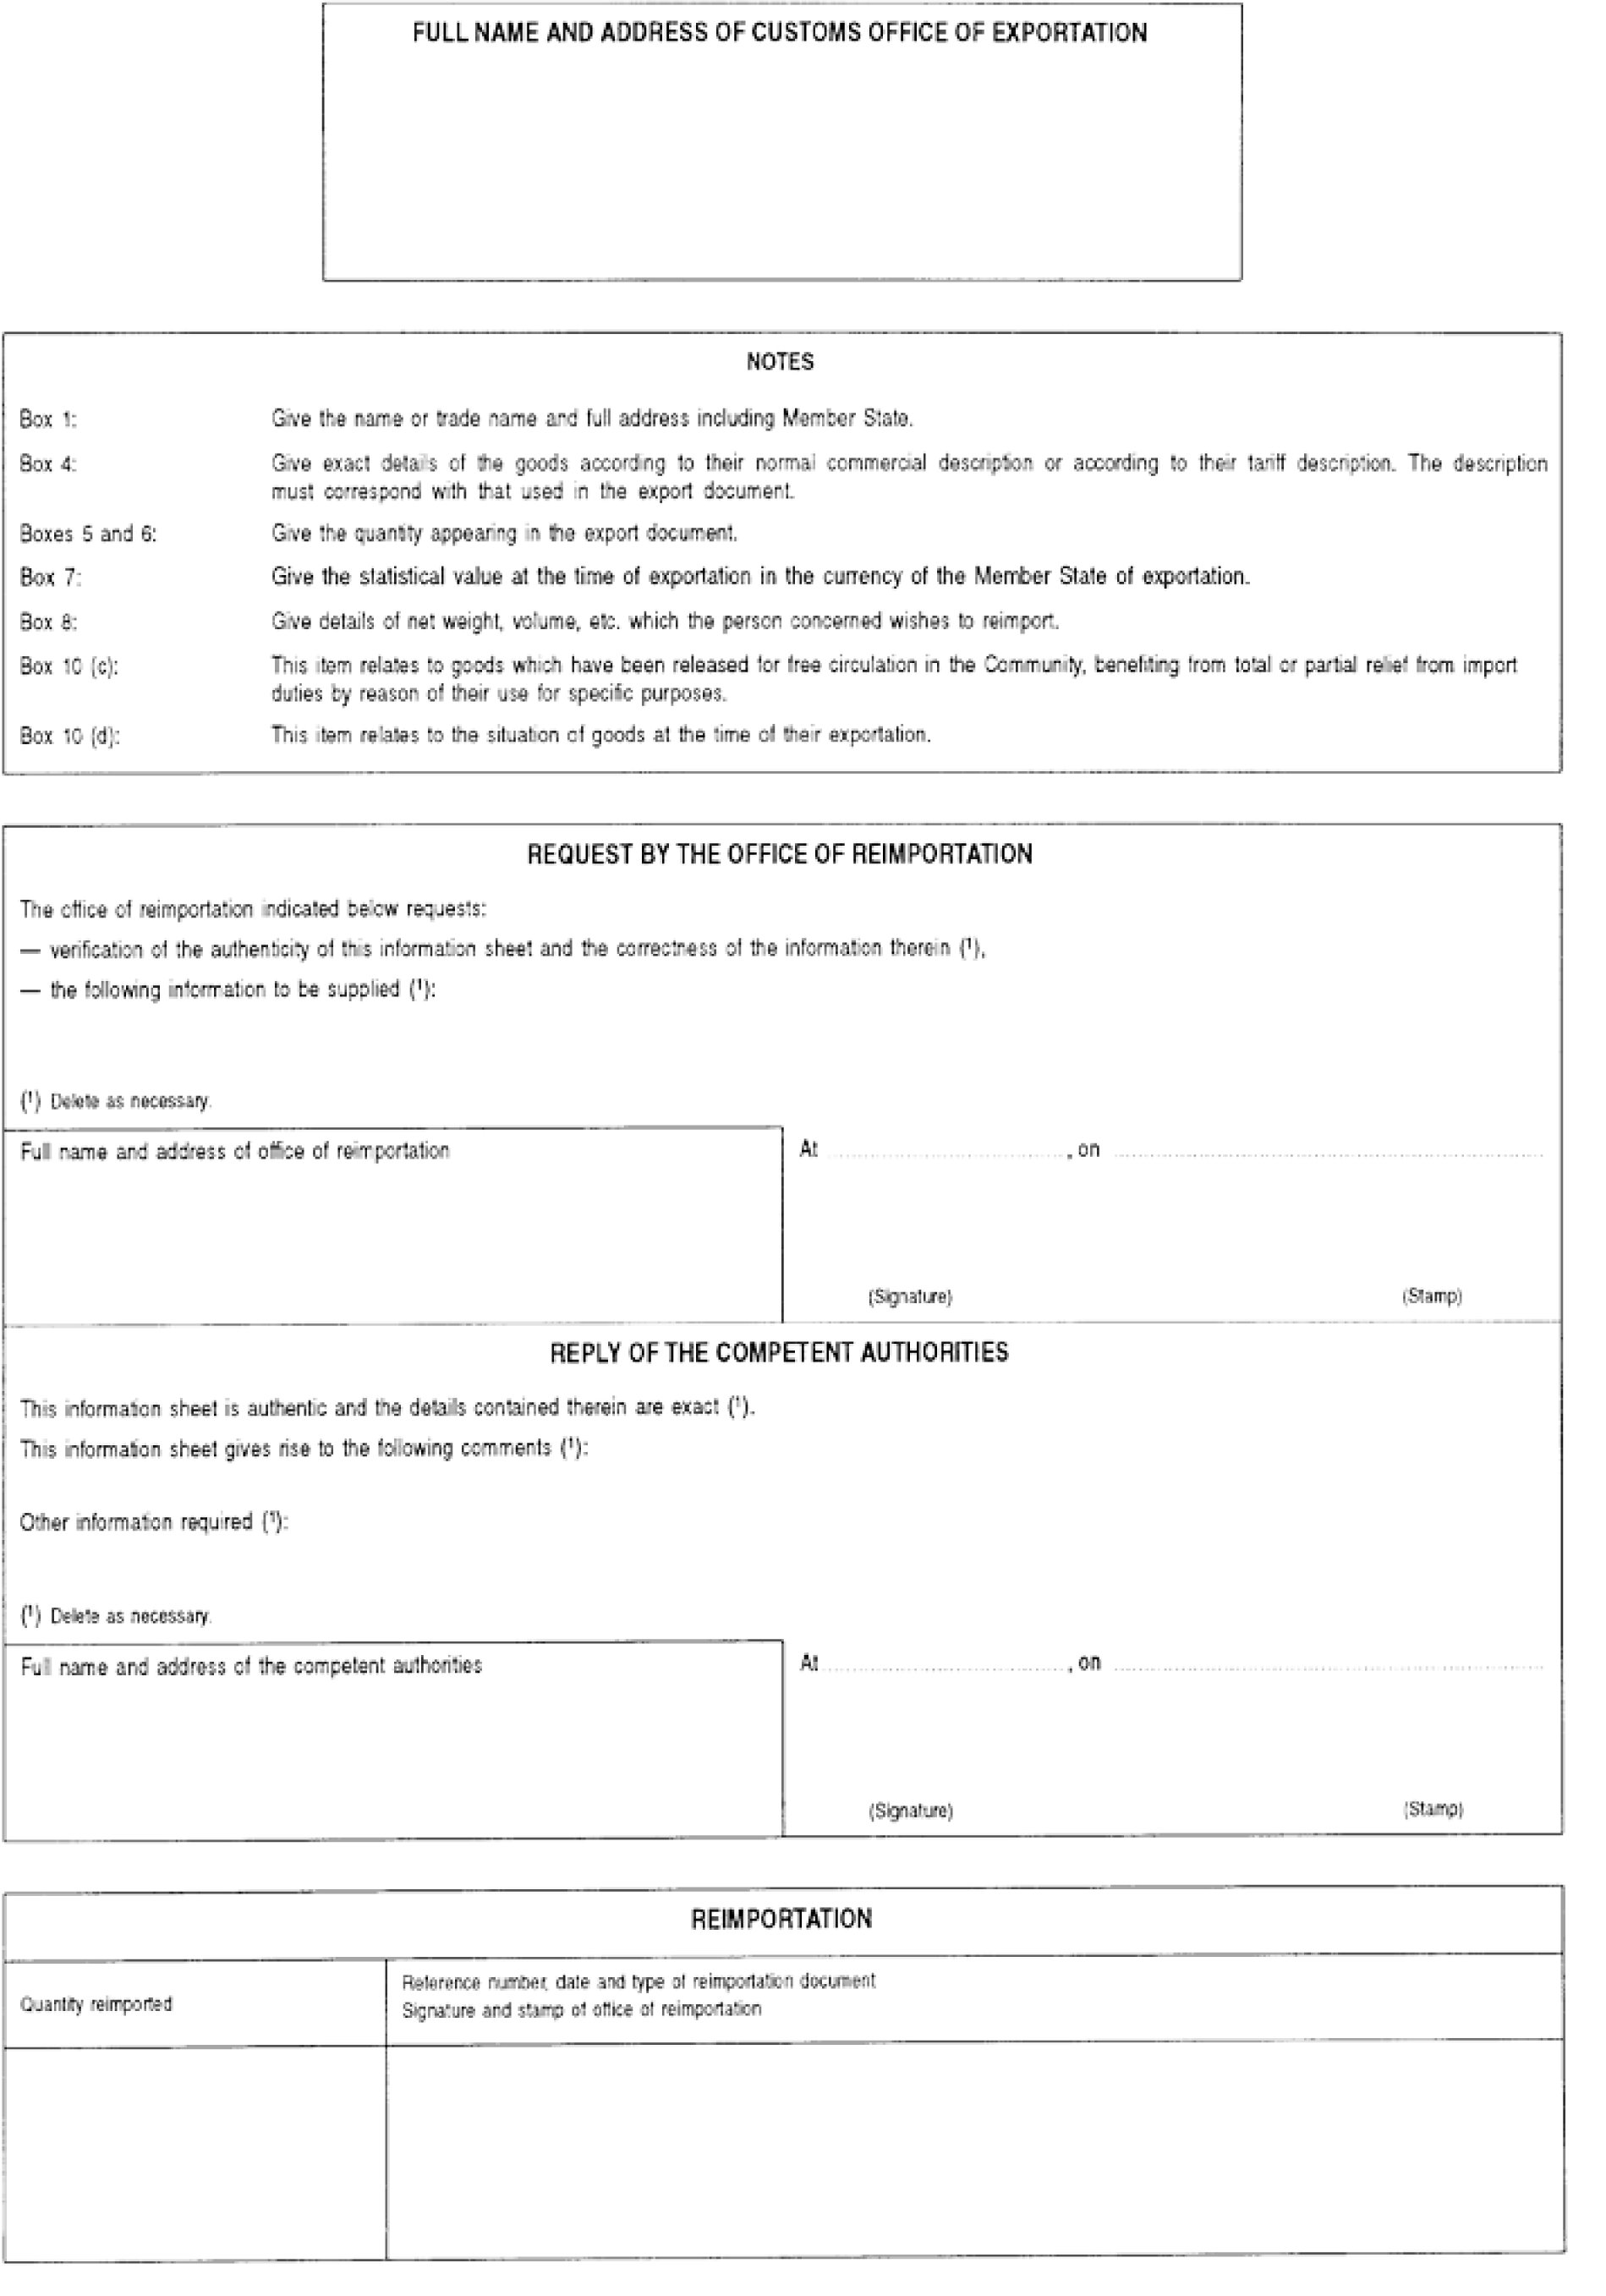 FULL NAME AND ADDRESS OF CUSTOMS OFFICE OF EXPORTATION
NOTES
Box 1: Give the name or trade name and full address including Member State.
Box 4: Give exact details of the goods according to their normal commercial description or according to their tariff description. The description
must correspond with that used in the export document.
Boxes 5 and 6: Give the quantity appearing in the export document.
Box 7: Give the statistical value at the time of exportation in the currency of the Member State of exportation.
Box 8: Give details of net weight, volume, etc. which the person concerned wishes to reimport.
Box 10 (c): This item relates to goods which have been released for free circulation in the Community, benefiting from total or partial relief from import
duties by reason of their use for specific purposes.
Box 10 (d): This item relates to the situation of goods at the time of their exportation.
REQUEST BY THE OFFICE OF REIMPORTATION
The office of reimportation indicated below requests:
— verification of the authenticity of this information sheet and the correctness of the information therein (¹),
— the following information to be supplied (¹):
(¹) Delete as necessary.
Full name and address of office of reimportation
At ........................, on ........................
(Signature) (Stamp)
REPLY OF THE COMPETENT AUTHORITIES
This information sheet is authentic and the details contained therein are exact (¹).
This information sheet gives rise to the following comments (¹):
Other information required (¹):
(¹) Delete as necessary.
Full name and address of the competent authorities
At ........................, on ........................
(Signature) (Stamp)
REIMPORTATION
Quantity reimported
Reference number, date and type of reimportation document
Signature and stamp of office of reimportation